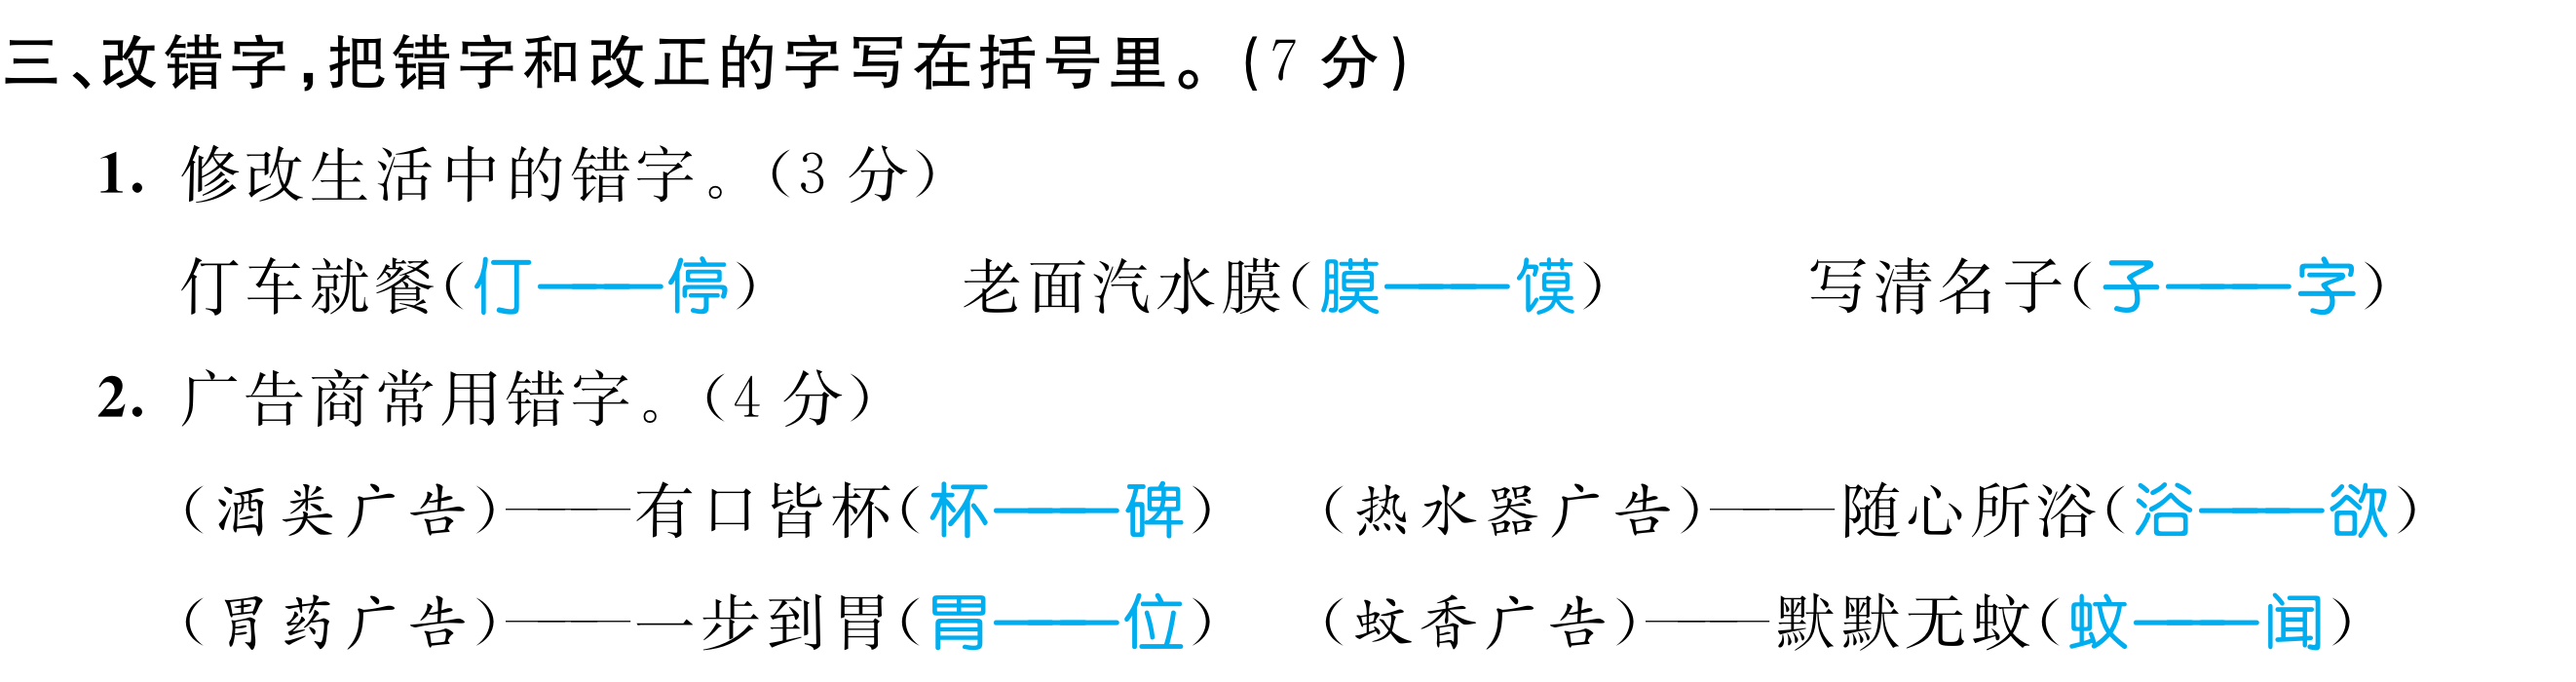 三、改错字,把错字和改正的字写在括号里。(7 分)
1. 修改生活中的错字。(3 分)
仃车就餐(仃——停) 老面汽水膜(膜——馍) 写清名子(子——字)
2. 广告商常用错字。(4 分)
(酒类广告)——有口皆杯(杯——碑) (热水器广告)——随心所浴(浴——欲)
(胃药广告)——一步到胃(胃——位) (蚊香广告)——默默无蚊(蚊——闻)